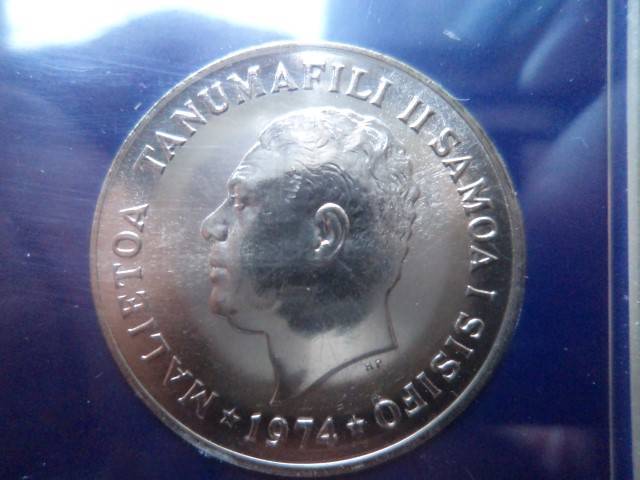 MALIETOA TANUMAFILI II SAMOA I SISIFO
★ 1974 ★
HP